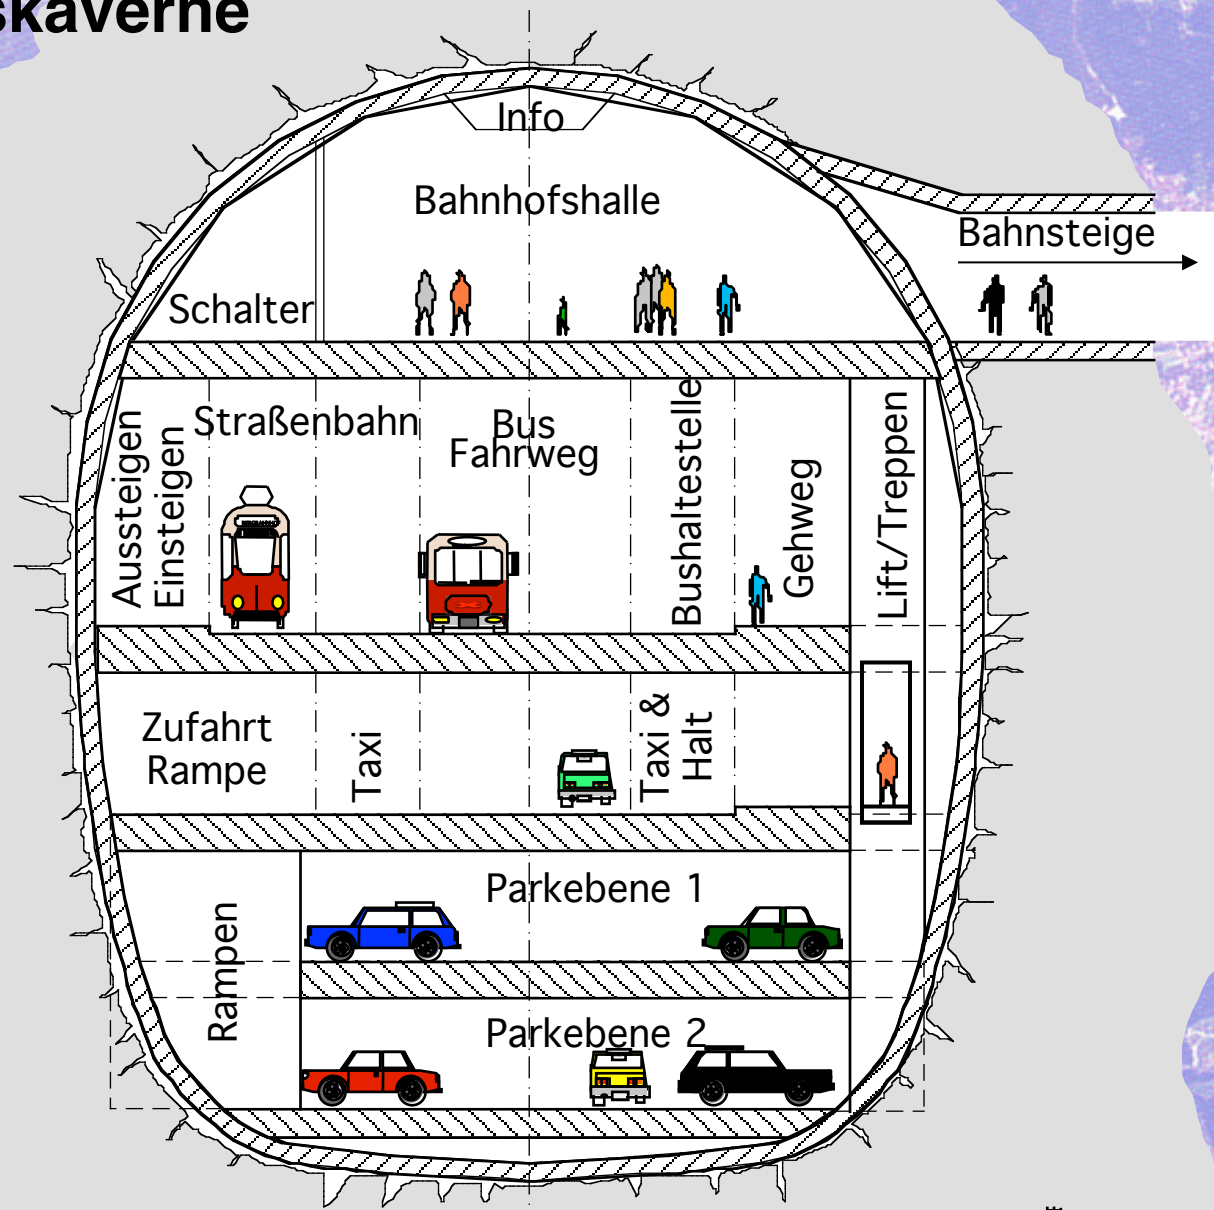 skaverne
Info
Bahnhofshalle
Bahnsteige
Schalter
Aussteigen
Einsteigen
Straßenbahn
Bus
Fahrweg
Bushaltestelle
Gehweg
Lift/Treppen
Zufahrt
Rampe
Taxi
Taxi &
Halt
Rampen
Parkebene 1
Parkebene 2